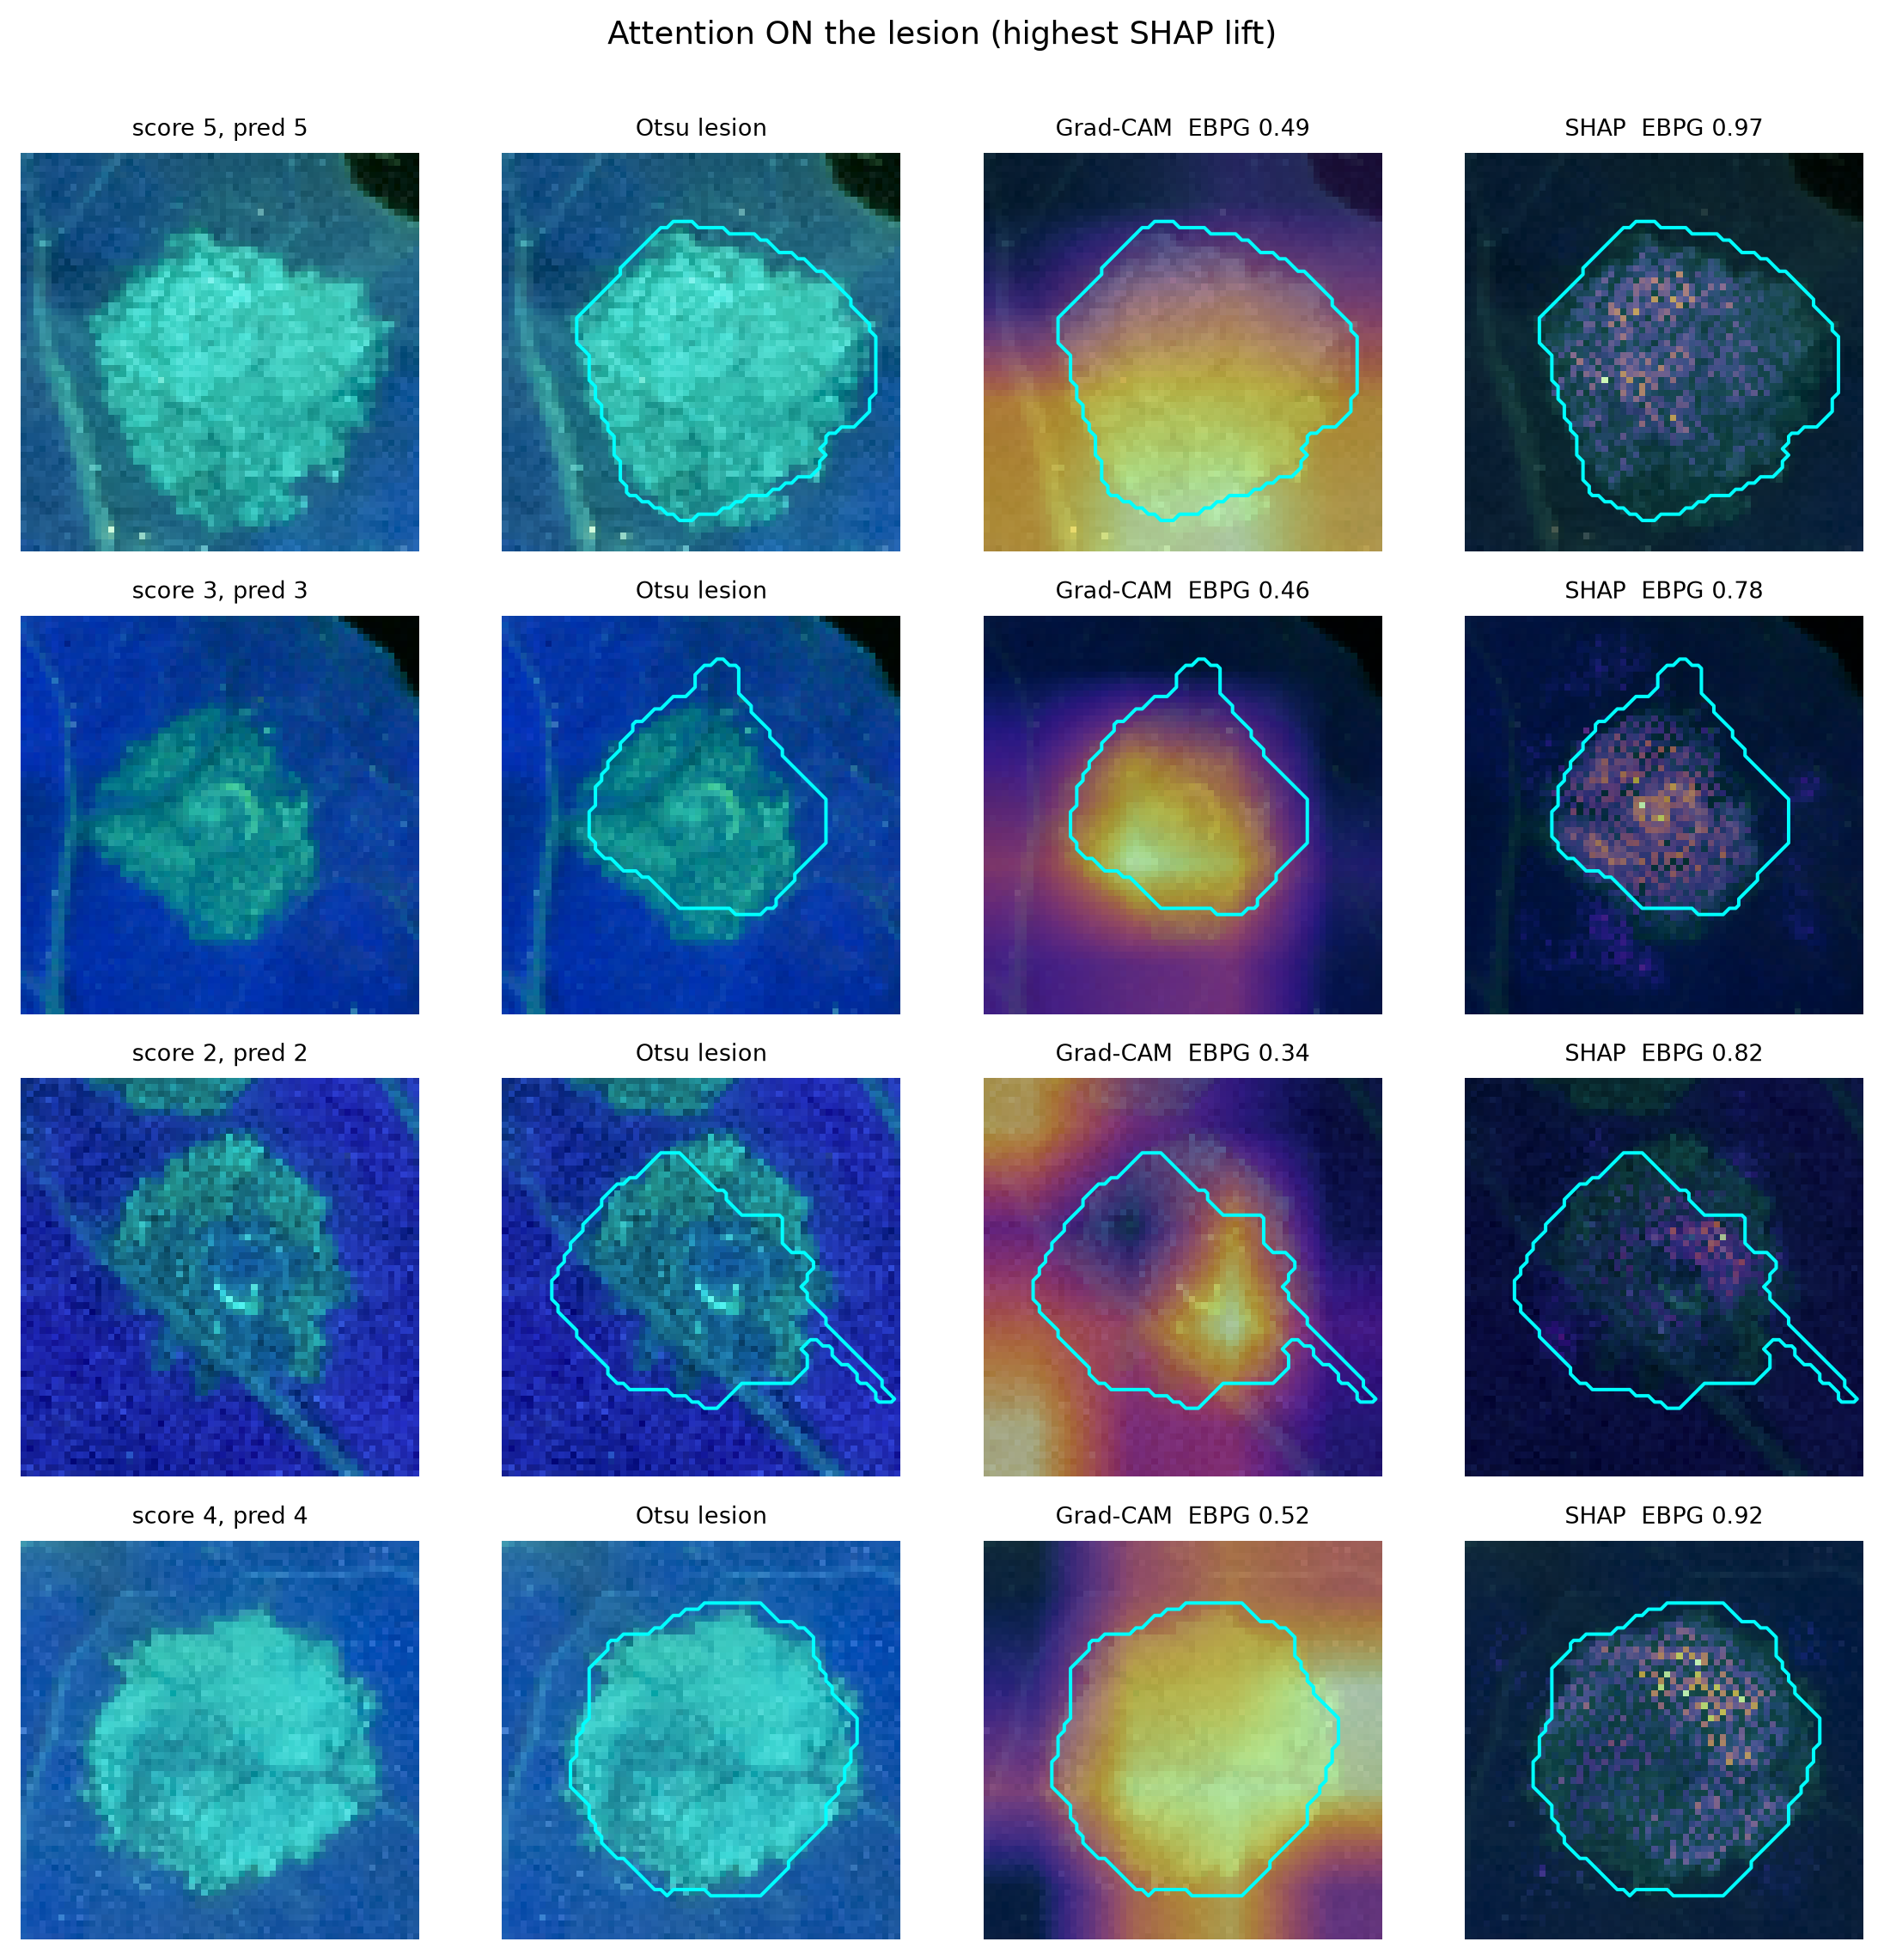 Attention ON the lesion (highest SHAP lift)
score 5, pred 5
Otsu lesion
Grad-CAM  EBPG 0.49
SHAP  EBPG 0.97
score 3, pred 3
Otsu lesion
Grad-CAM  EBPG 0.46
SHAP  EBPG 0.78
score 2, pred 2
Otsu lesion
Grad-CAM  EBPG 0.34
SHAP  EBPG 0.82
score 4, pred 4
Otsu lesion
Grad-CAM  EBPG 0.52
SHAP  EBPG 0.92